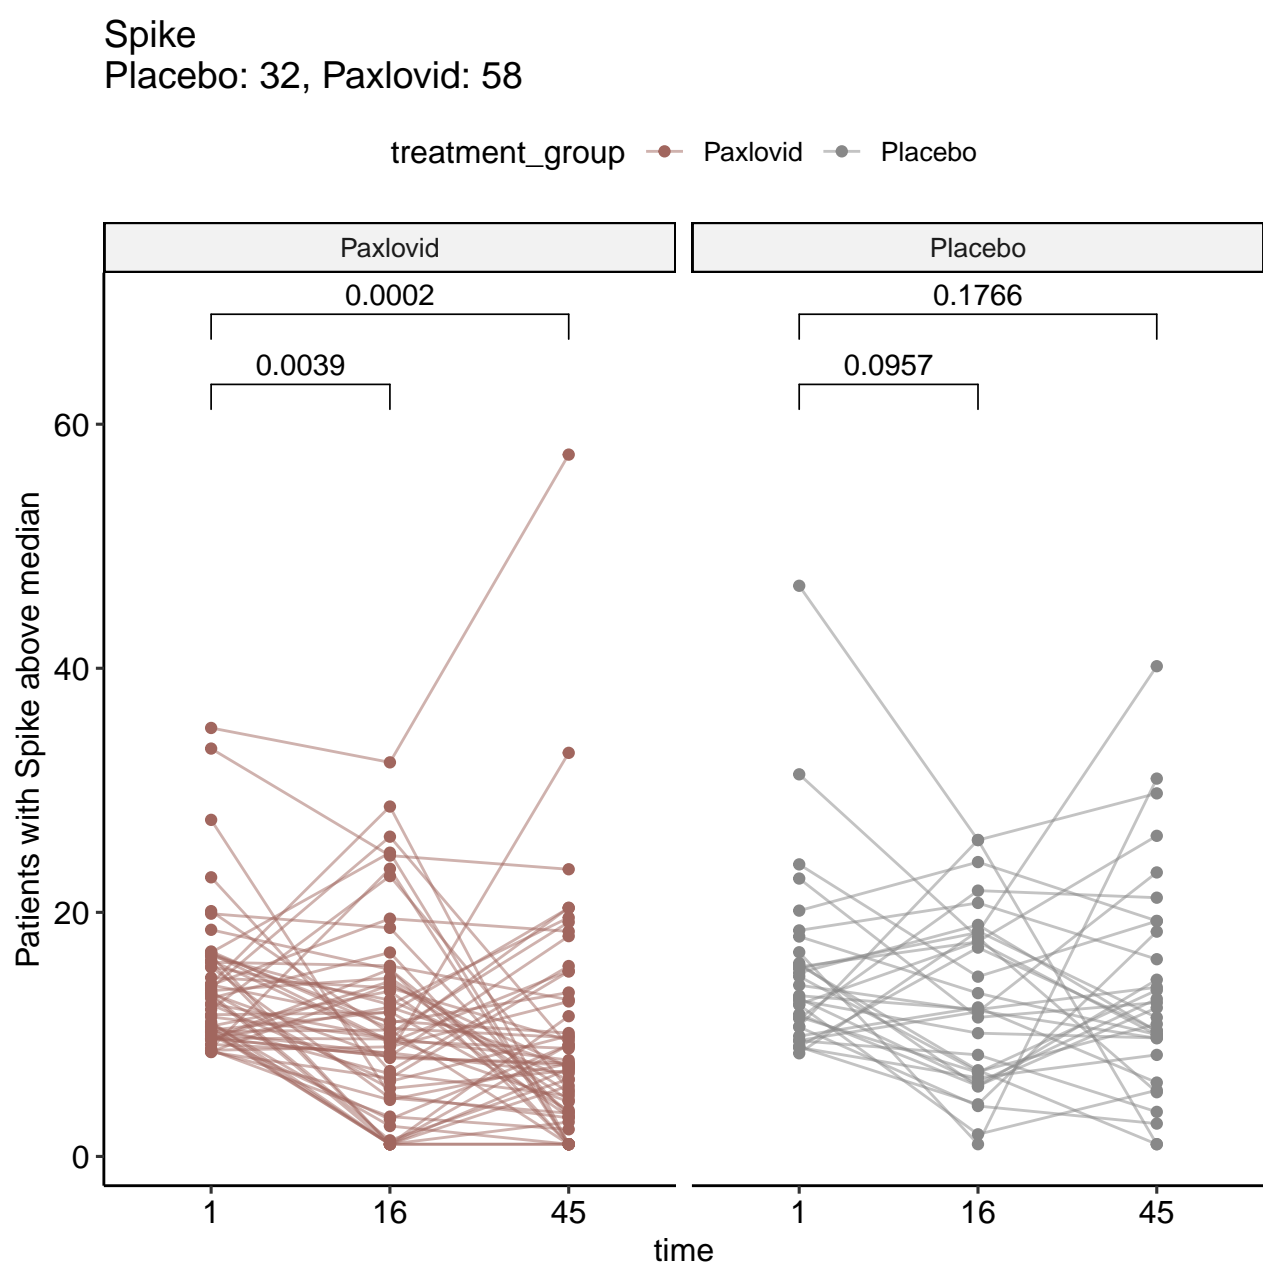 Spike
Placebo: 32, Paxlovid: 58
treatment_group Paxlovid Placebo
Paxlovid Placebo
0.0002 0.1766
0.0039 0.0957
60
40
20
0
Patients with Spike above median
1 16 45 1 16 45
time